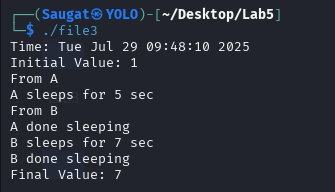 ┌──(Saugat㉿YOLO)-[~/Desktop/Lab5]
└─$ ./file3
Time: Tue Jul 29 09:48:10 2025
Initial Value: 1
From A
A sleeps for 5 sec
From B
A done sleeping
B sleeps for 7 sec
B done sleeping
Final Value: 7